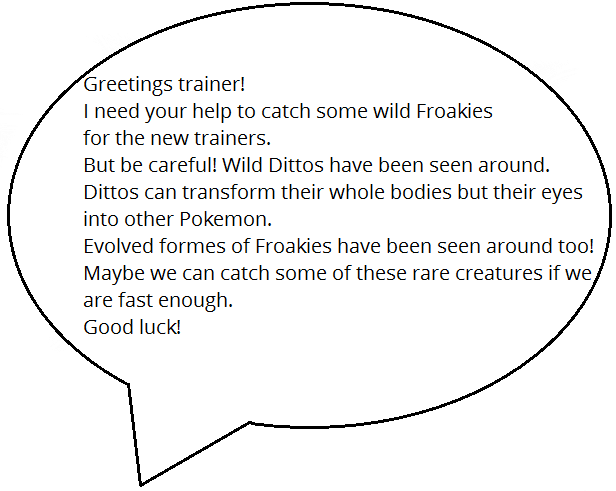 Greetings trainer!
I need your help to catch some wild Froakies
for the new trainers.
But be careful! Wild Dittos have been seen around.
Dittos can transform their whole bodies but their eyes
into other Pokemon.
Evolved formes of Froakies have been seen around too!
Maybe we can catch some of these rare creatures if we
are fast enough.
Good luck!